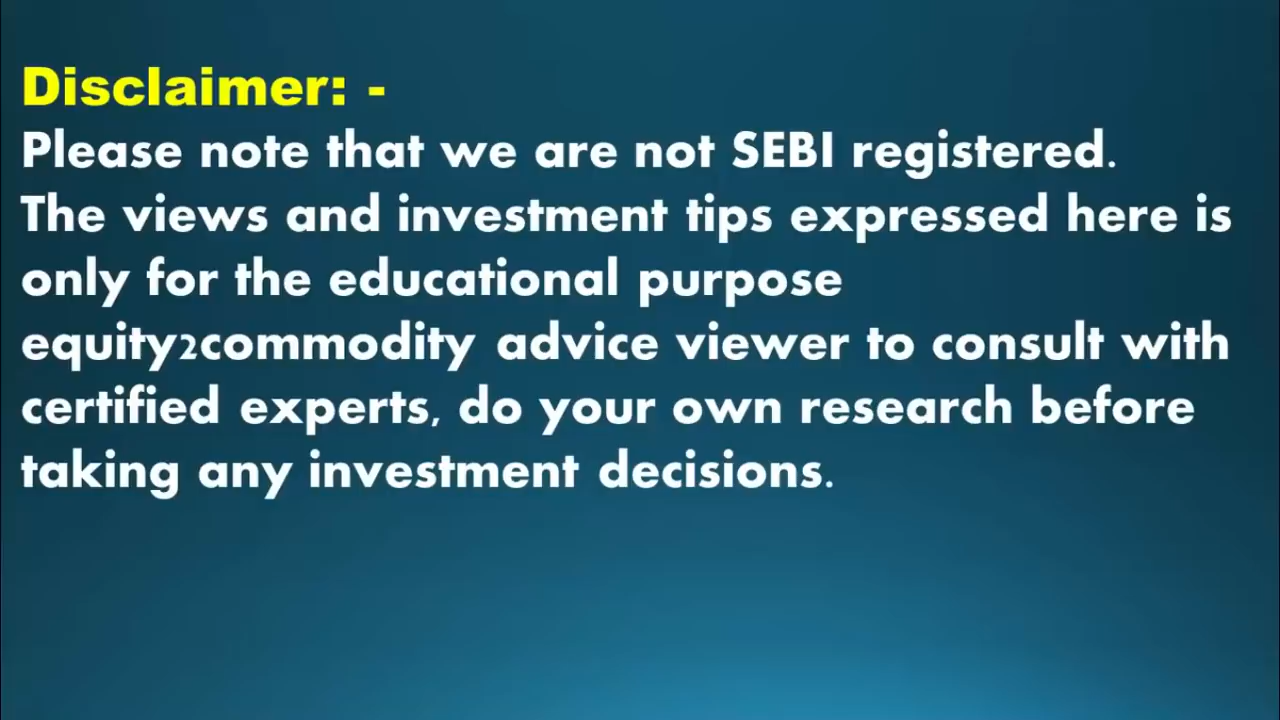 Disclaimer: -
Please note that we are not SEBI registered.
The views and investment tips expressed here is
only for the educational purpose
equity2commodity advice viewer to consult with
certified experts, do your own research before
taking any investment decisions.